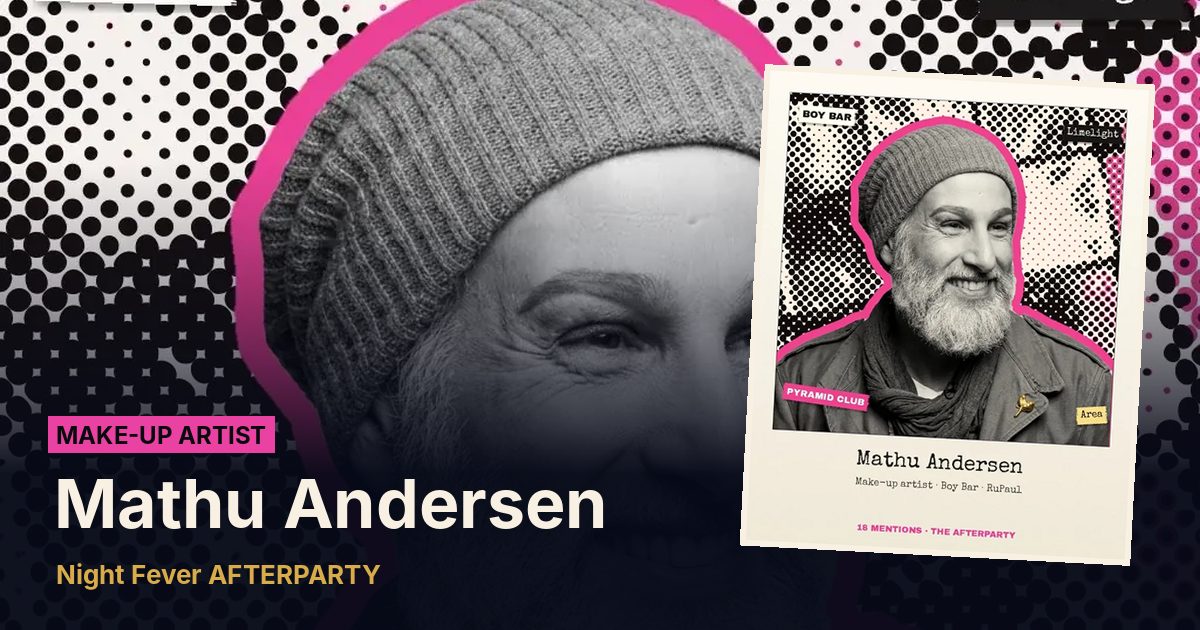 MAKE-UP ARTIST
Mathu Andersen
Night Fever AFTERPARTY
BOY BAR
Limelight
PYRAMID CLUB
Area
Mathu Andersen
Make-up artist · Boy Bar · RuPaul
18 MENTIONS · THE AFTERPARTY